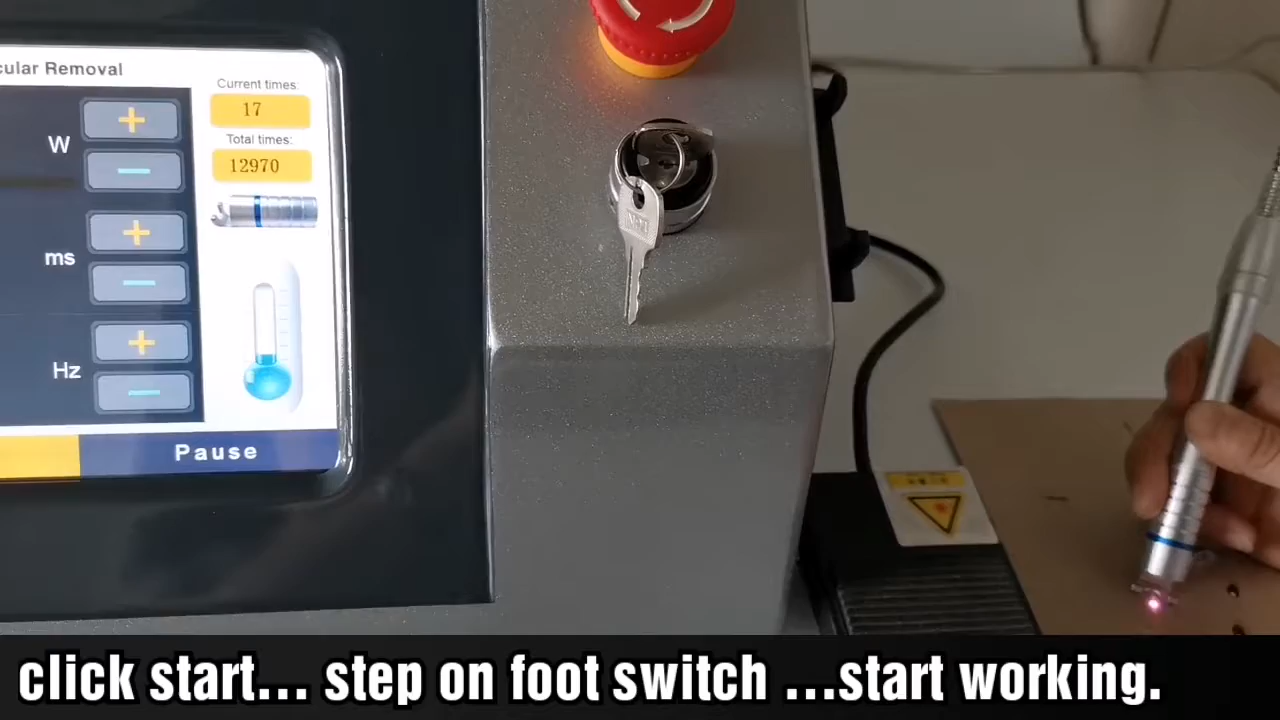 cular Removal
Current times:
17
W
Total times:
12970
ms
Hz
Pause
click start... step on foot switch ...start working.